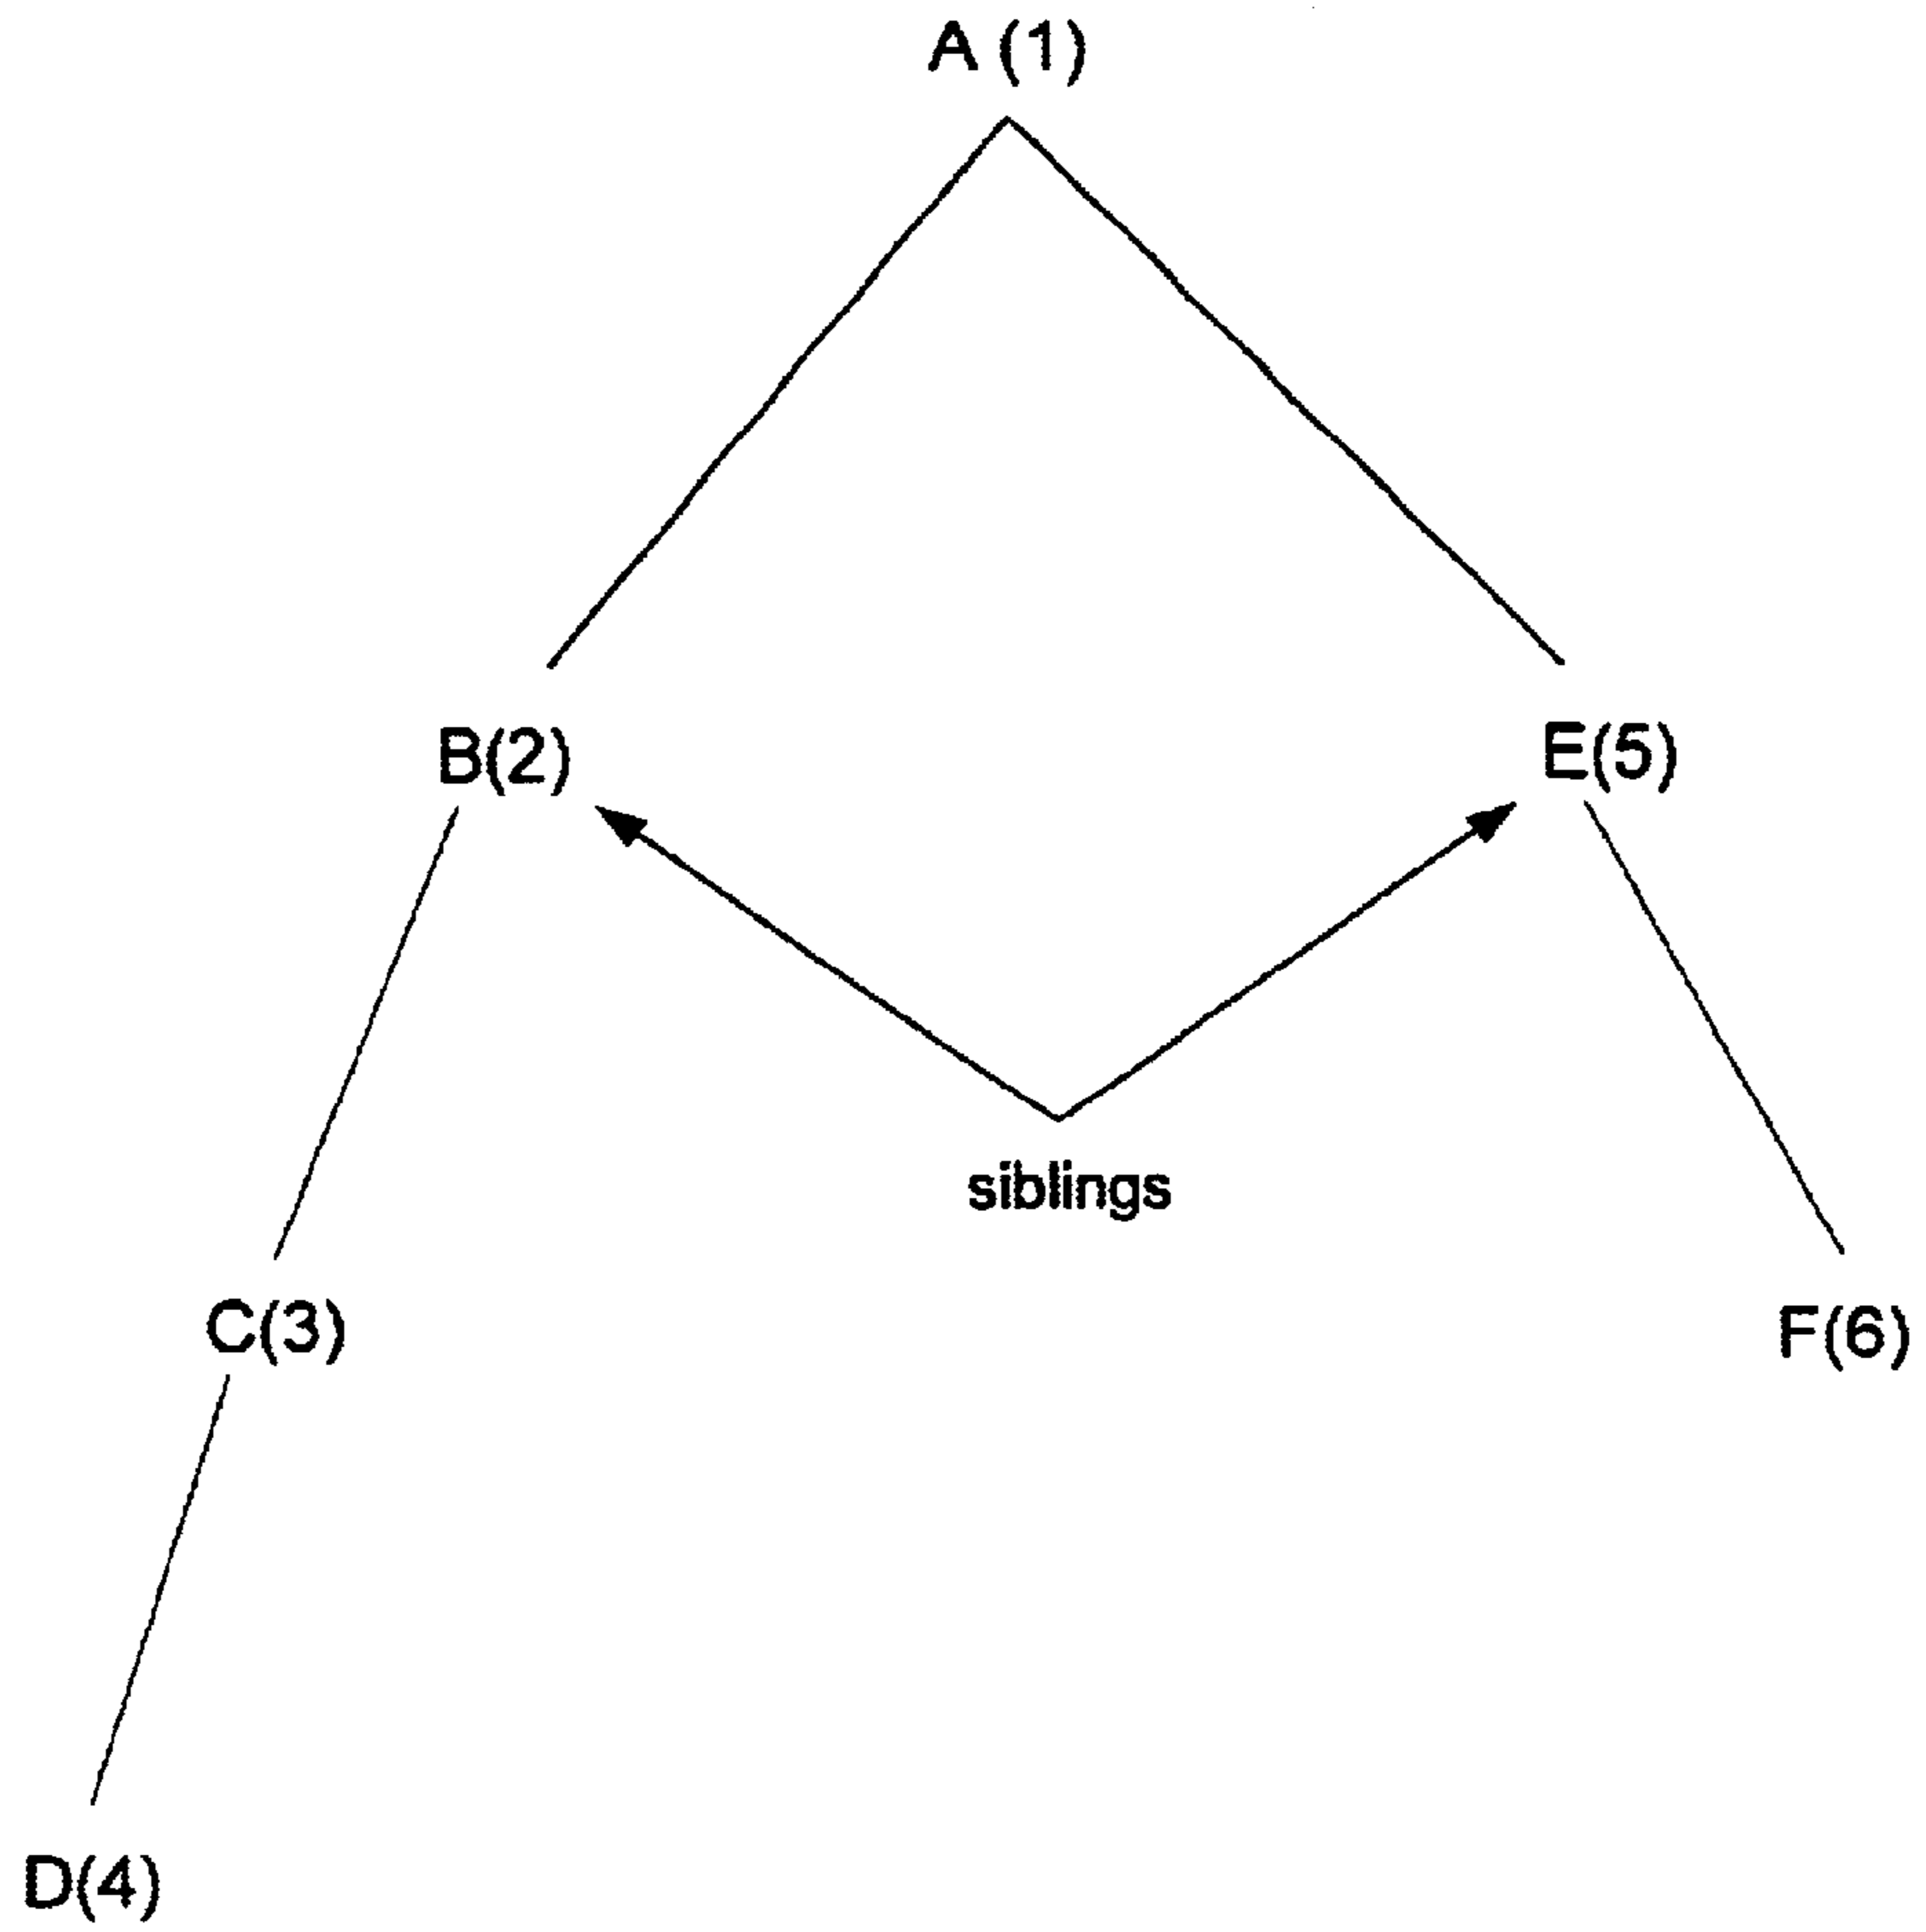 A (1)
B(2)
E(5)
siblings
C(3)
F(6)
D(4)